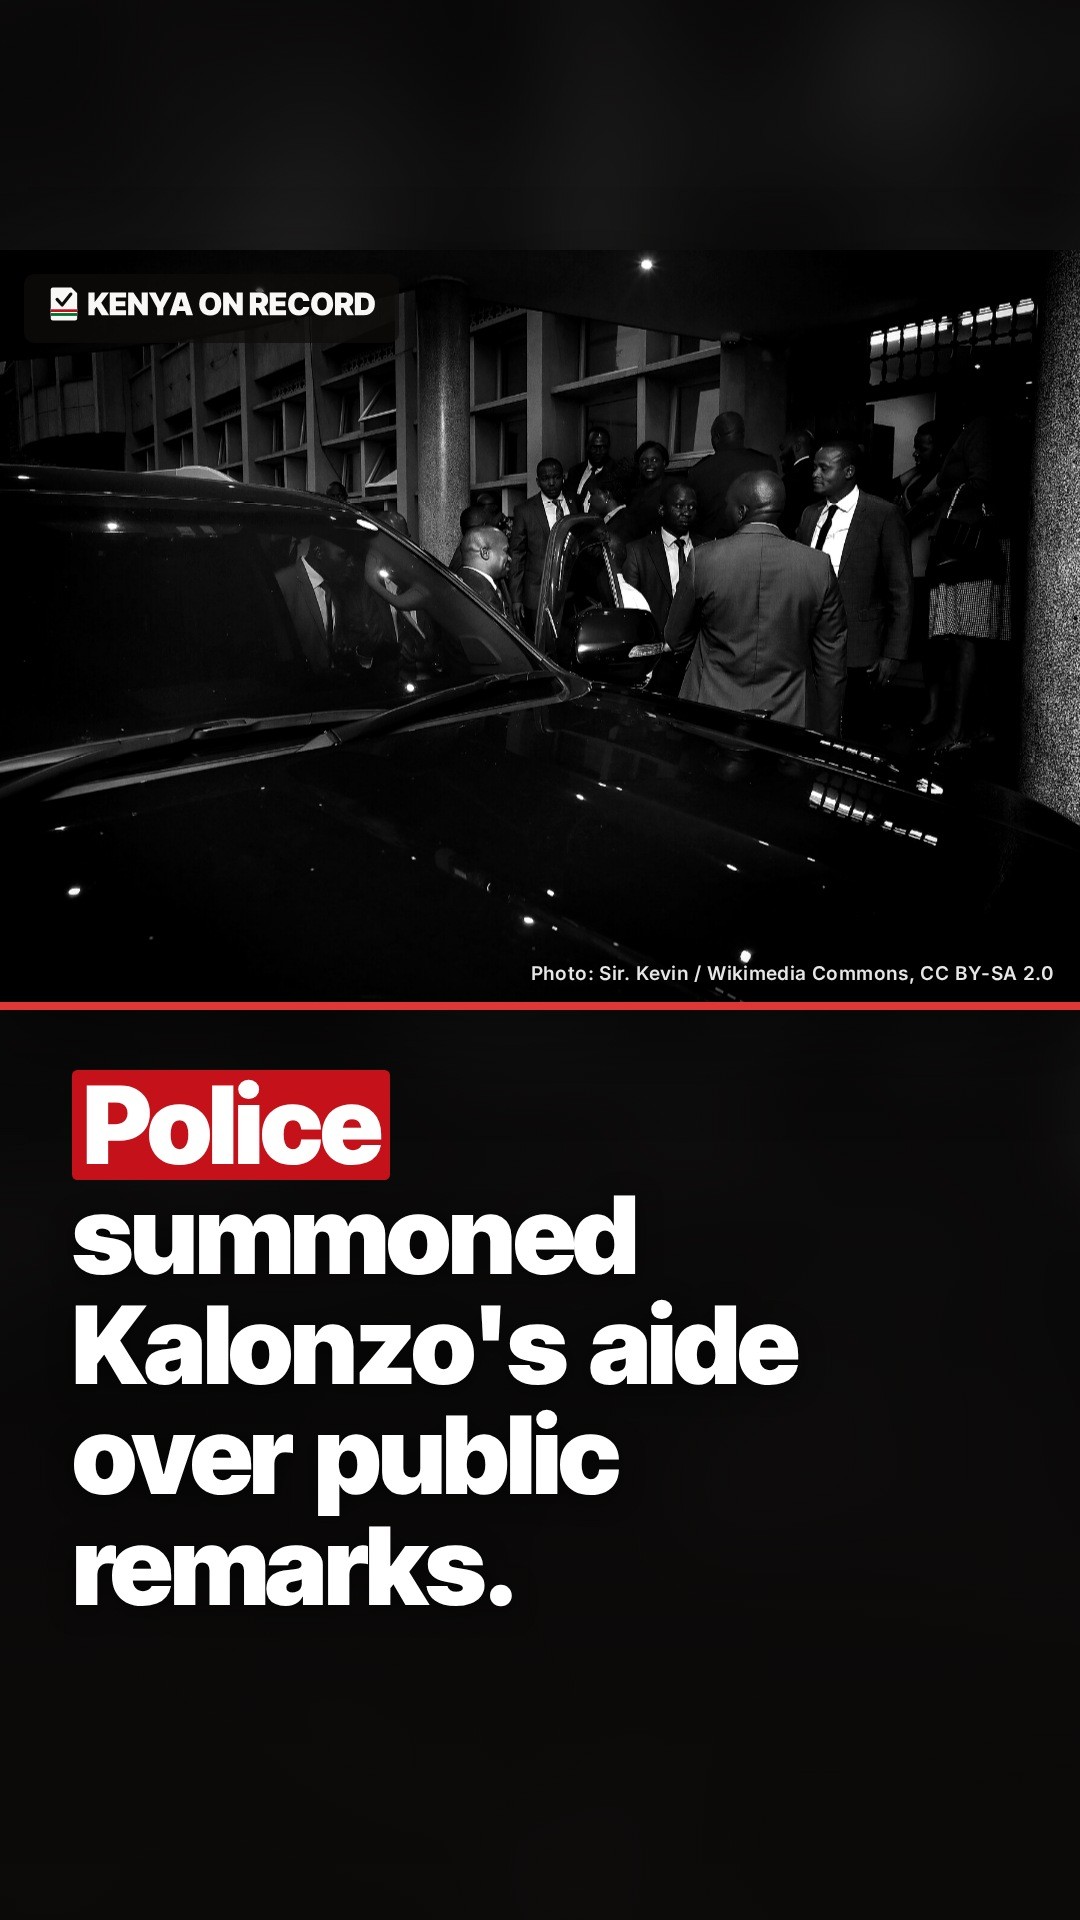 KENYA ON RECORD
Photo: Sir. Kevin / Wikimedia Commons, CC BY-SA 2.0
Police
summoned
Kalonzo's aide
over public
remarks.